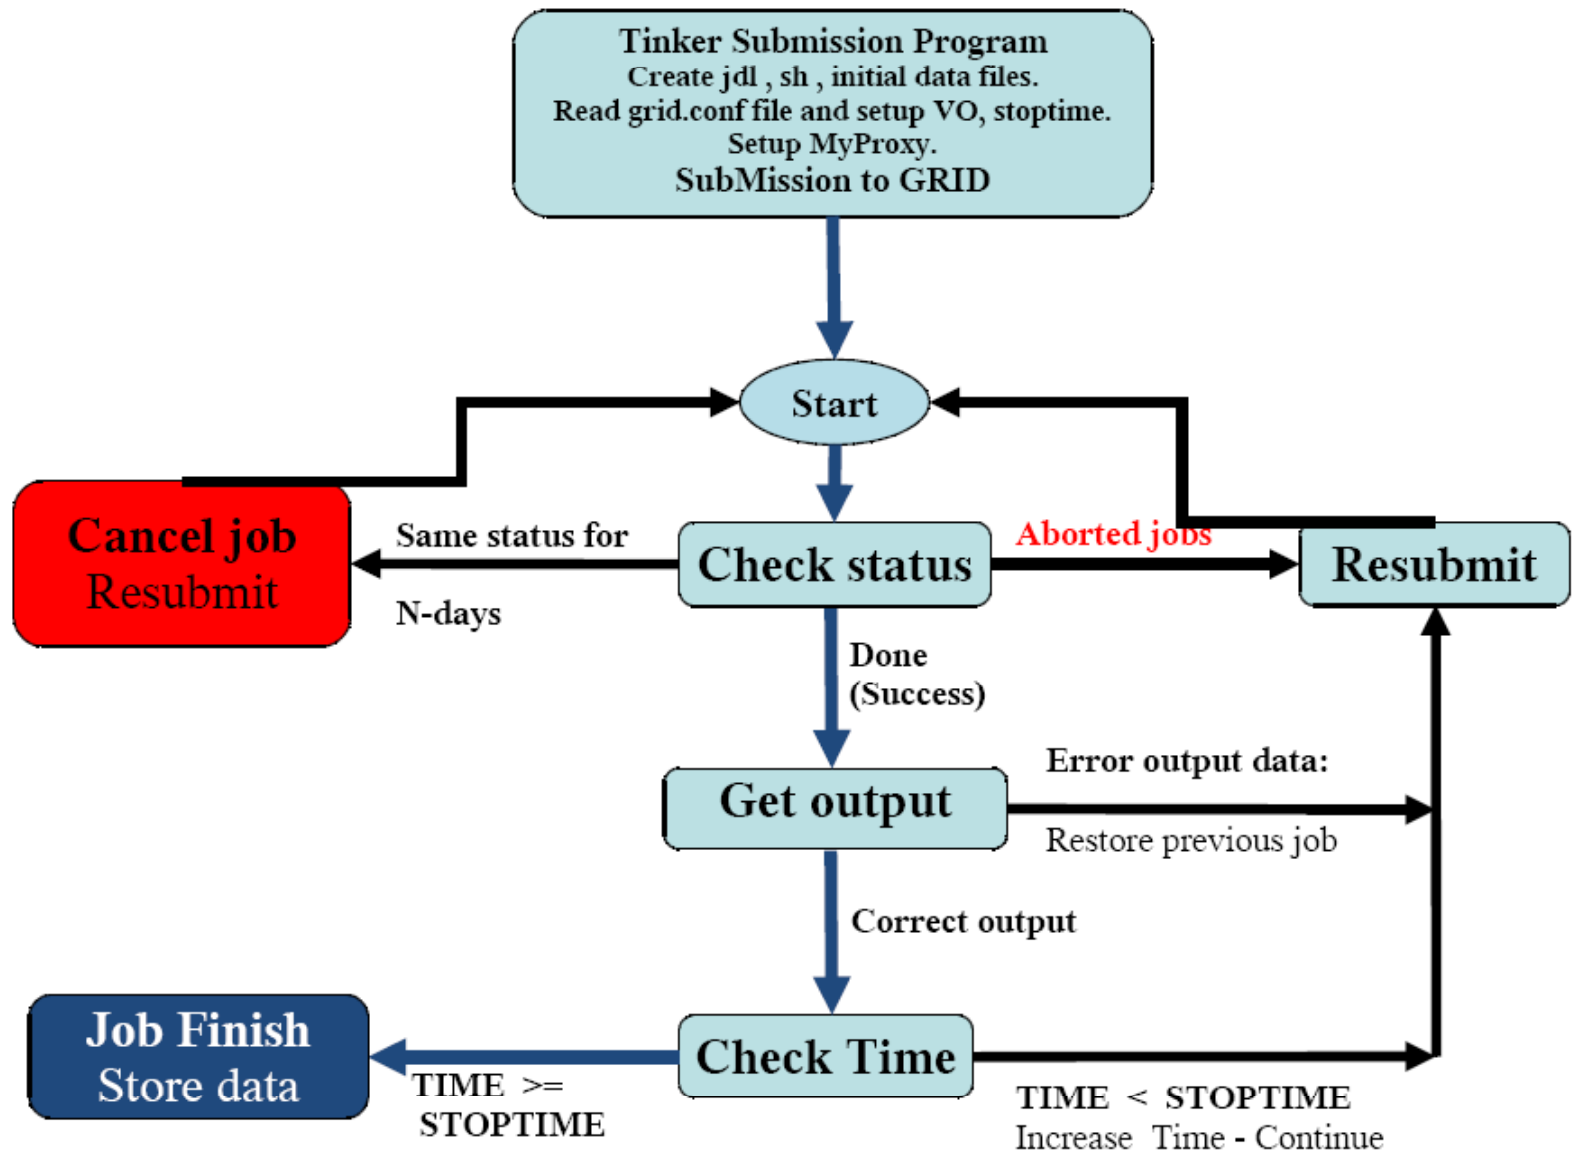 Tinker Submission Program
Create jdl , sh , initial data files.
Read grid.conf file and setup VO, stoptime.
Setup MyProxy.
SubMission to GRID
Start
Cancel job
Resubmit
Same status for
N-days
Check status
Aborted jobs
Resubmit
Done
(Success)
Get output
Error output data:
Restore previous job
Correct output
Job Finish
Store data
TIME >=
STOPTIME
Check Time
TIME < STOPTIME
Increase Time - Continue